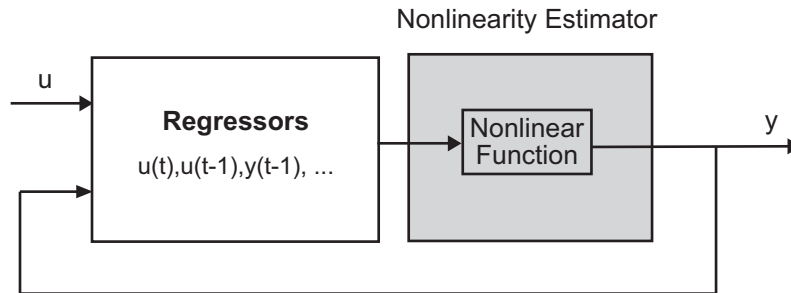 Nonlinearity Estimator
u
Regressors
u(t),u(t-1),y(t-1), ...
Nonlinear
Function
y